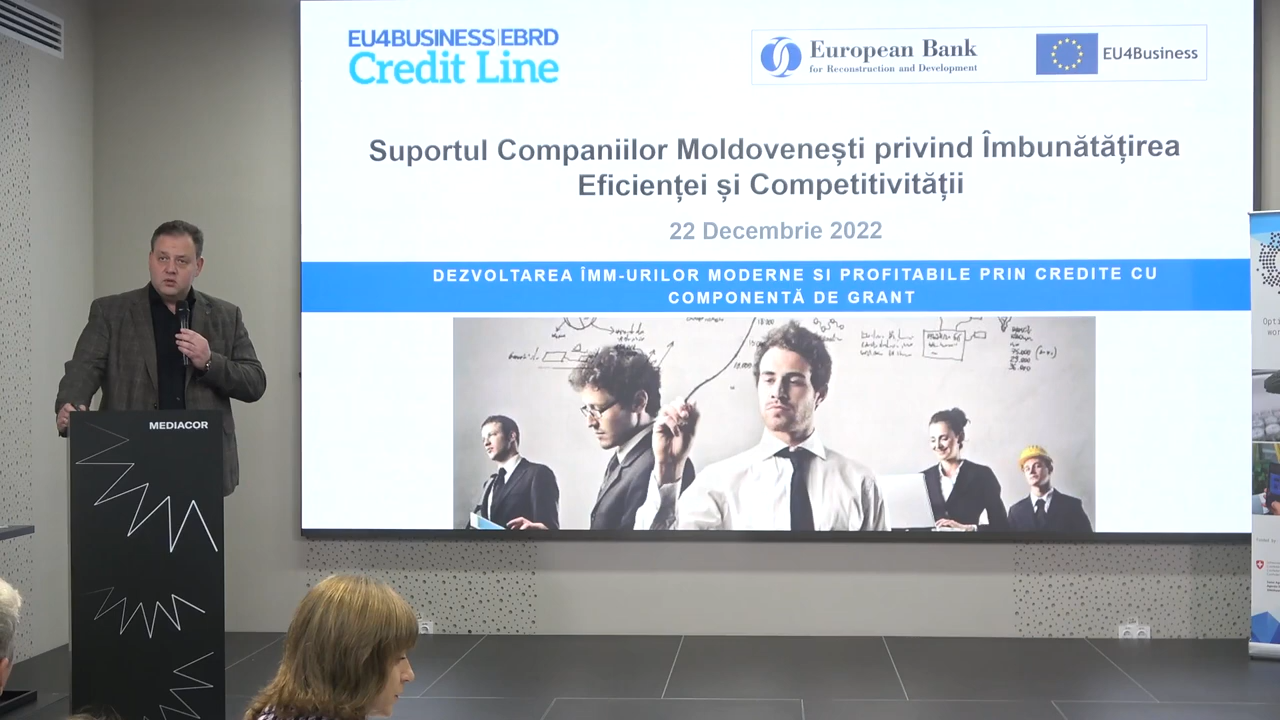 EU4BUSINESS|EBRD
Credit Line
European Bank
for Reconstruction and Development
EU4Business
Suportul Companiilor Moldovenești privind Îmbunătățirea
Eficienței și Competitivității
22 Decembrie 2022
DEZVOLTAREA ÎMM-URILOR MODERNE SI PROFITABILE PRIN CREDITE CU
COMPONENTĂ DE GRANT
MEDIACOR